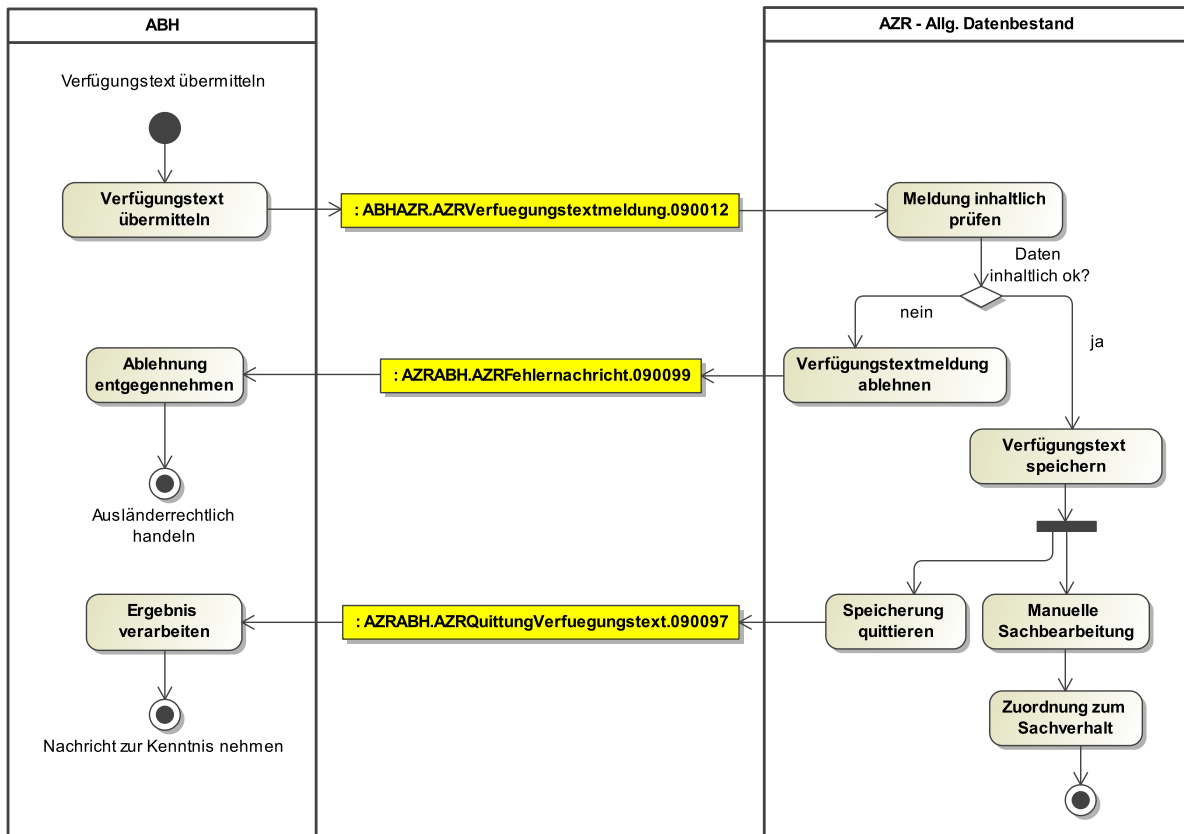 ABH
AZR - Allg. Datenbestand
Verfügungstext übermitteln
Verfügungstext
übermitteln
: ABHAZR.AZRVerfuegungstextmeldung.090012
Meldung inhaltlich
prüfen
Daten
inhaltlich ok?
nein
ja
Ablehnung
entgegennehmen
: AZRABH.AZRFehlernachricht.090099
Verfügungstextmeldung
ablehnen
Verfügungstext
speichern
Ausländerrechtlich
handeln
Ergebnis
verarbeiten
: AZRABH.AZRQuittungVerfuegungstext.090097
Speicherung
quittieren
Manuelle
Sachbearbeitung
Zuordnung zum
Sachverhalt
Nachricht zur Kenntnis nehmen